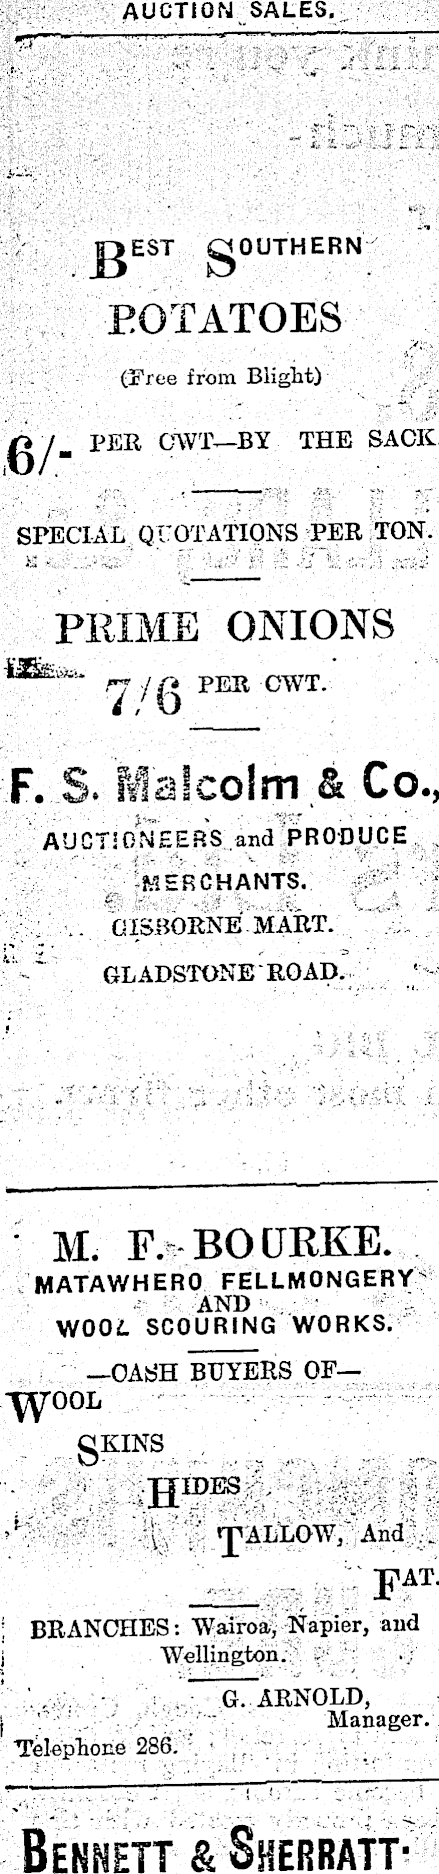 AUCTION SALES.
BEST SOUTHERN
POTATOES
(Free from Blight)
6/- PER CWT—BY THE SACK.
SPECIAL QUOTATIONS PER TON.
PRIME ONIONS
7/6 PER CWT.
F. S. Malcolm & Co.,
AUCTIONEERS and PRODUCE
MERCHANTS.
GISBORNE MART.
GLADSTONE ROAD.
M. F. BOURKE.
MATAWHERO FELLMONGERY
AND
WOOL SCOURING WORKS.
—CASH BUYERS OF—
WOOL
SKINS
HIDES
TALLOW, And
FAT.
BRANCHES: Wairoa, Napier, and
Wellington.
G. ARNOLD,
Manager.
Telephone 286.
BENNETT & SHERRATT.